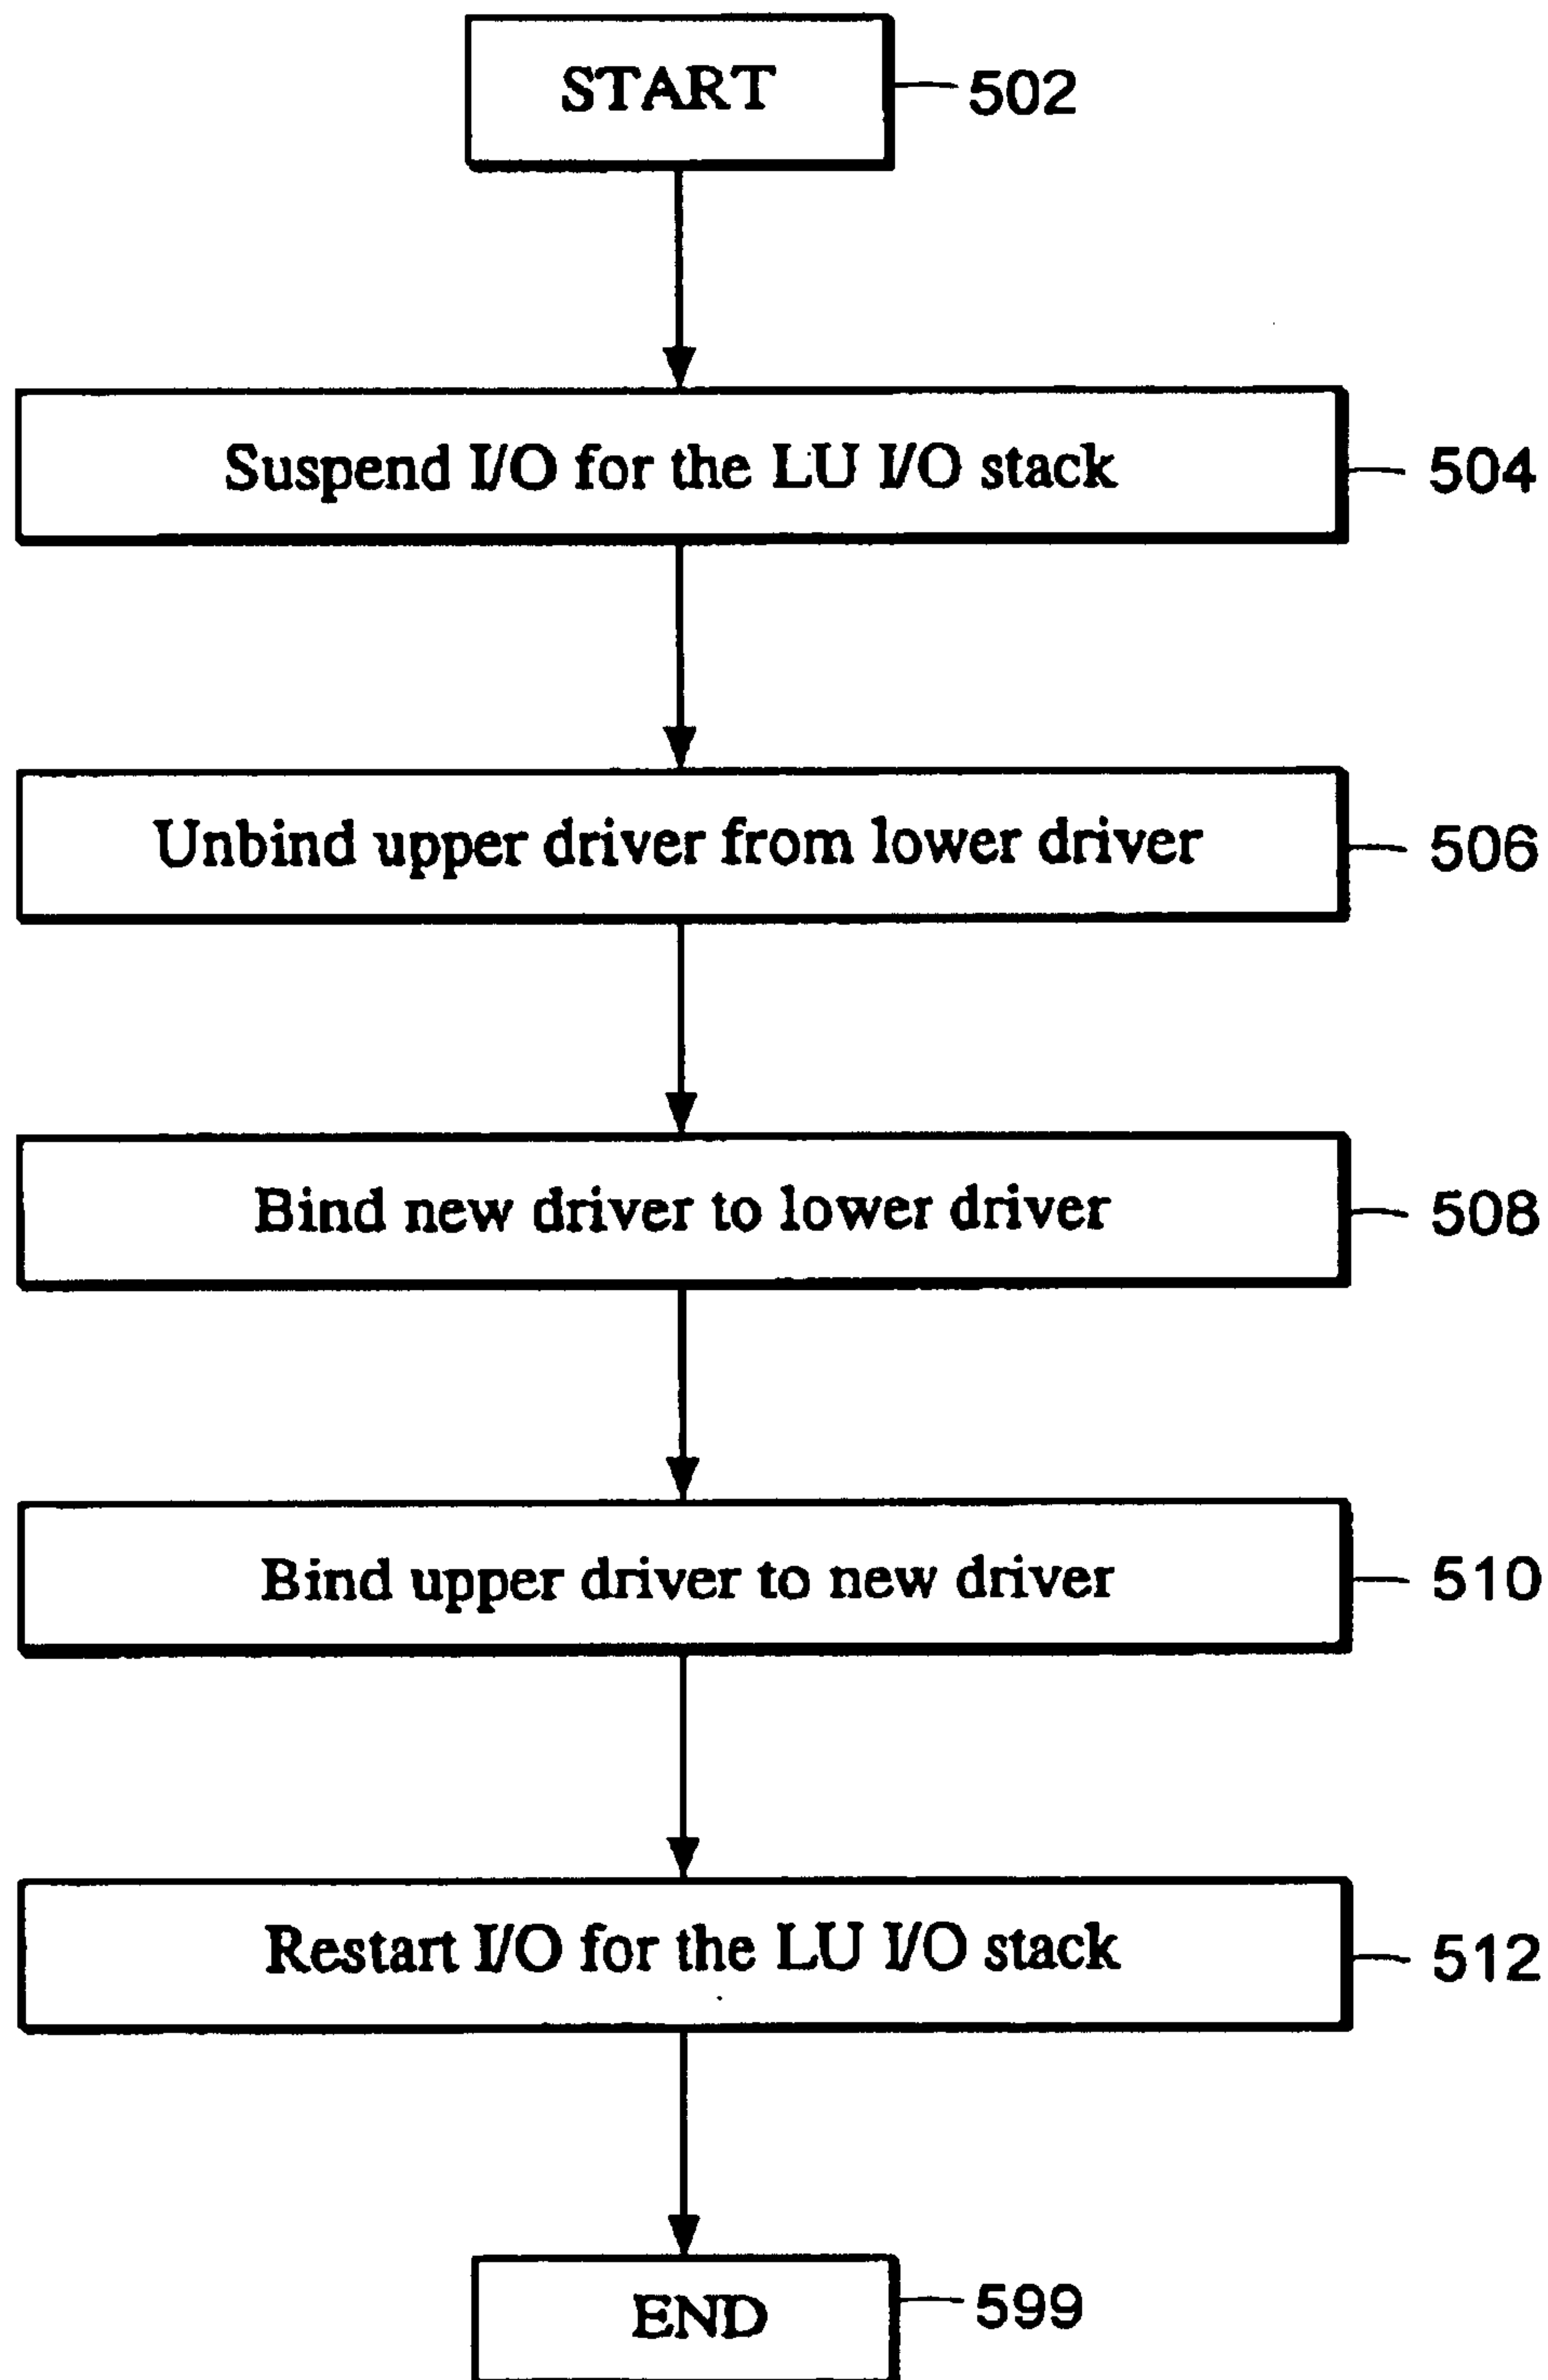 START
502
Suspend I/O for the LU I/O stack
504
Unbind upper driver from lower driver
506
Bind new driver to lower driver
508
Bind upper driver to new driver
510
Restart I/O for the LU I/O stack
512
END
599